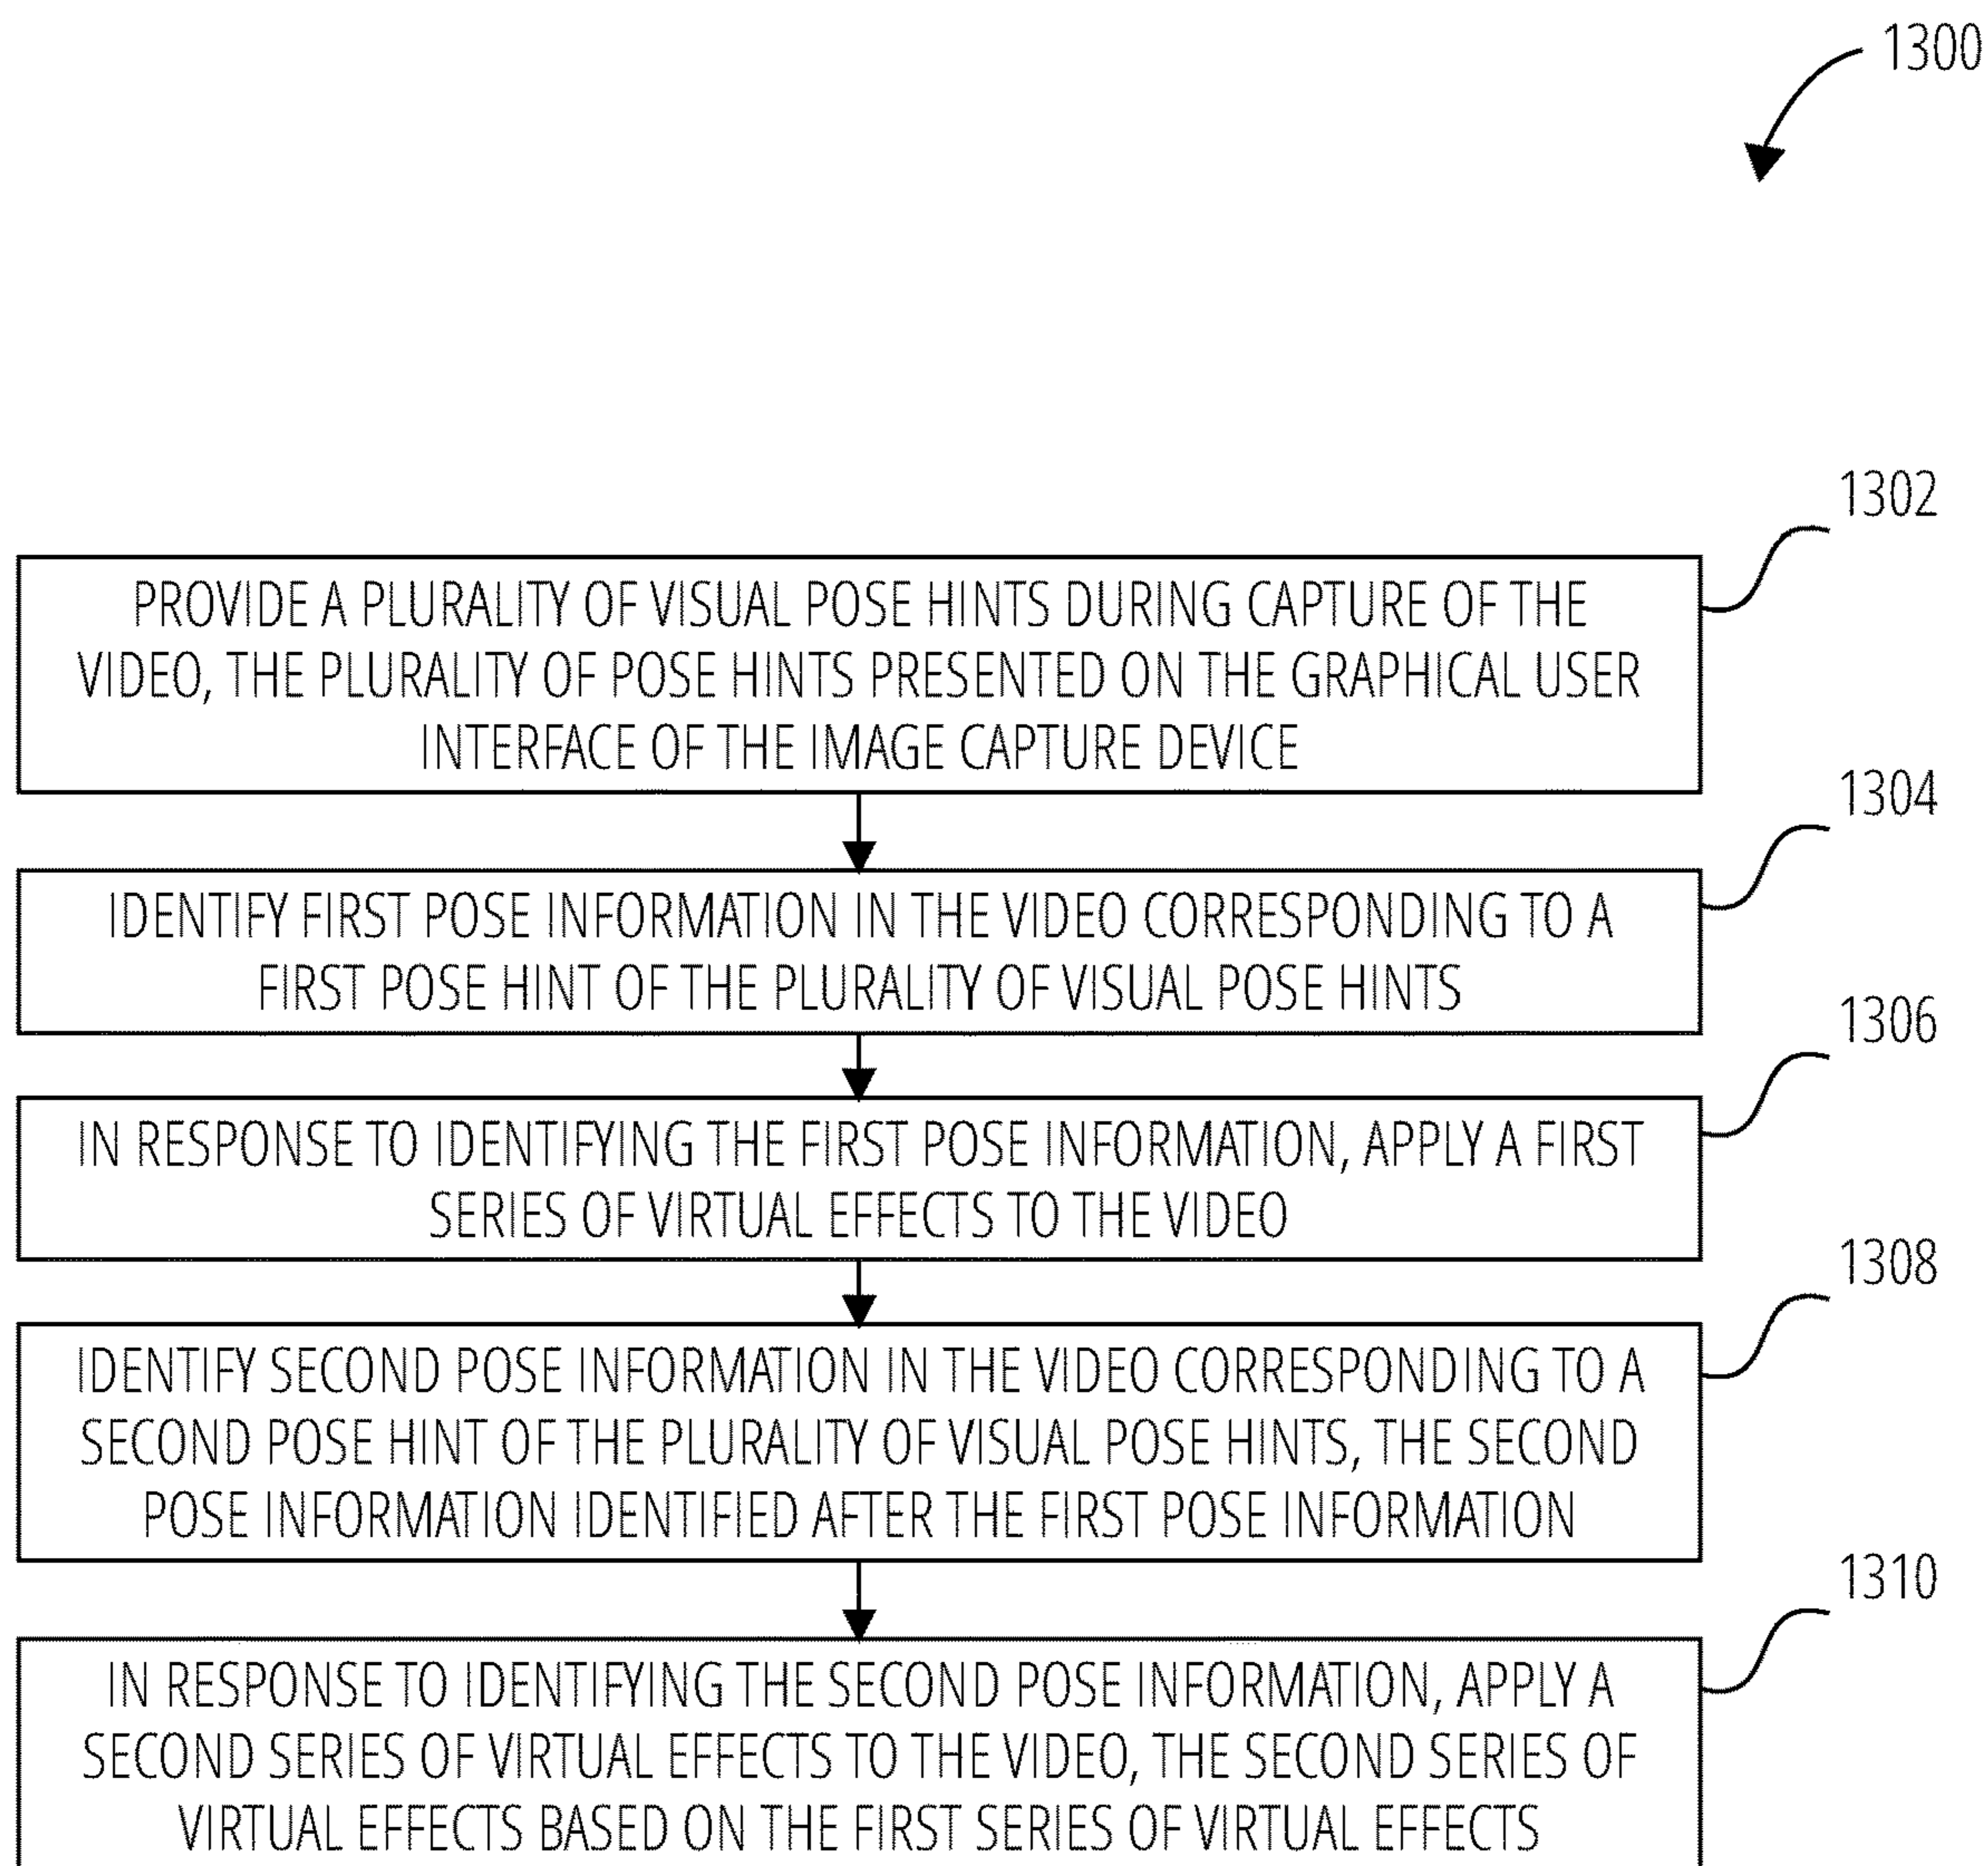 1300
1302
PROVIDE A PLURALITY OF VISUAL POSE HINTS DURING CAPTURE OF THE
VIDEO, THE PLURALITY OF POSE HINTS PRESENTED ON THE GRAPHICAL USER
INTERFACE OF THE IMAGE CAPTURE DEVICE
1304
IDENTIFY FIRST POSE INFORMATION IN THE VIDEO CORRESPONDING TO A
FIRST POSE HINT OF THE PLURALITY OF VISUAL POSE HINTS
1306
IN RESPONSE TO IDENTIFYING THE FIRST POSE INFORMATION, APPLY A FIRST
SERIES OF VIRTUAL EFFECTS TO THE VIDEO
1308
IDENTIFY SECOND POSE INFORMATION IN THE VIDEO CORRESPONDING TO A
SECOND POSE HINT OF THE PLURALITY OF VISUAL POSE HINTS, THE SECOND
POSE INFORMATION IDENTIFIED AFTER THE FIRST POSE INFORMATION
1310
IN RESPONSE TO IDENTIFYING THE SECOND POSE INFORMATION, APPLY A
SECOND SERIES OF VIRTUAL EFFECTS TO THE VIDEO, THE SECOND SERIES OF
VIRTUAL EFFECTS BASED ON THE FIRST SERIES OF VIRTUAL EFFECTS